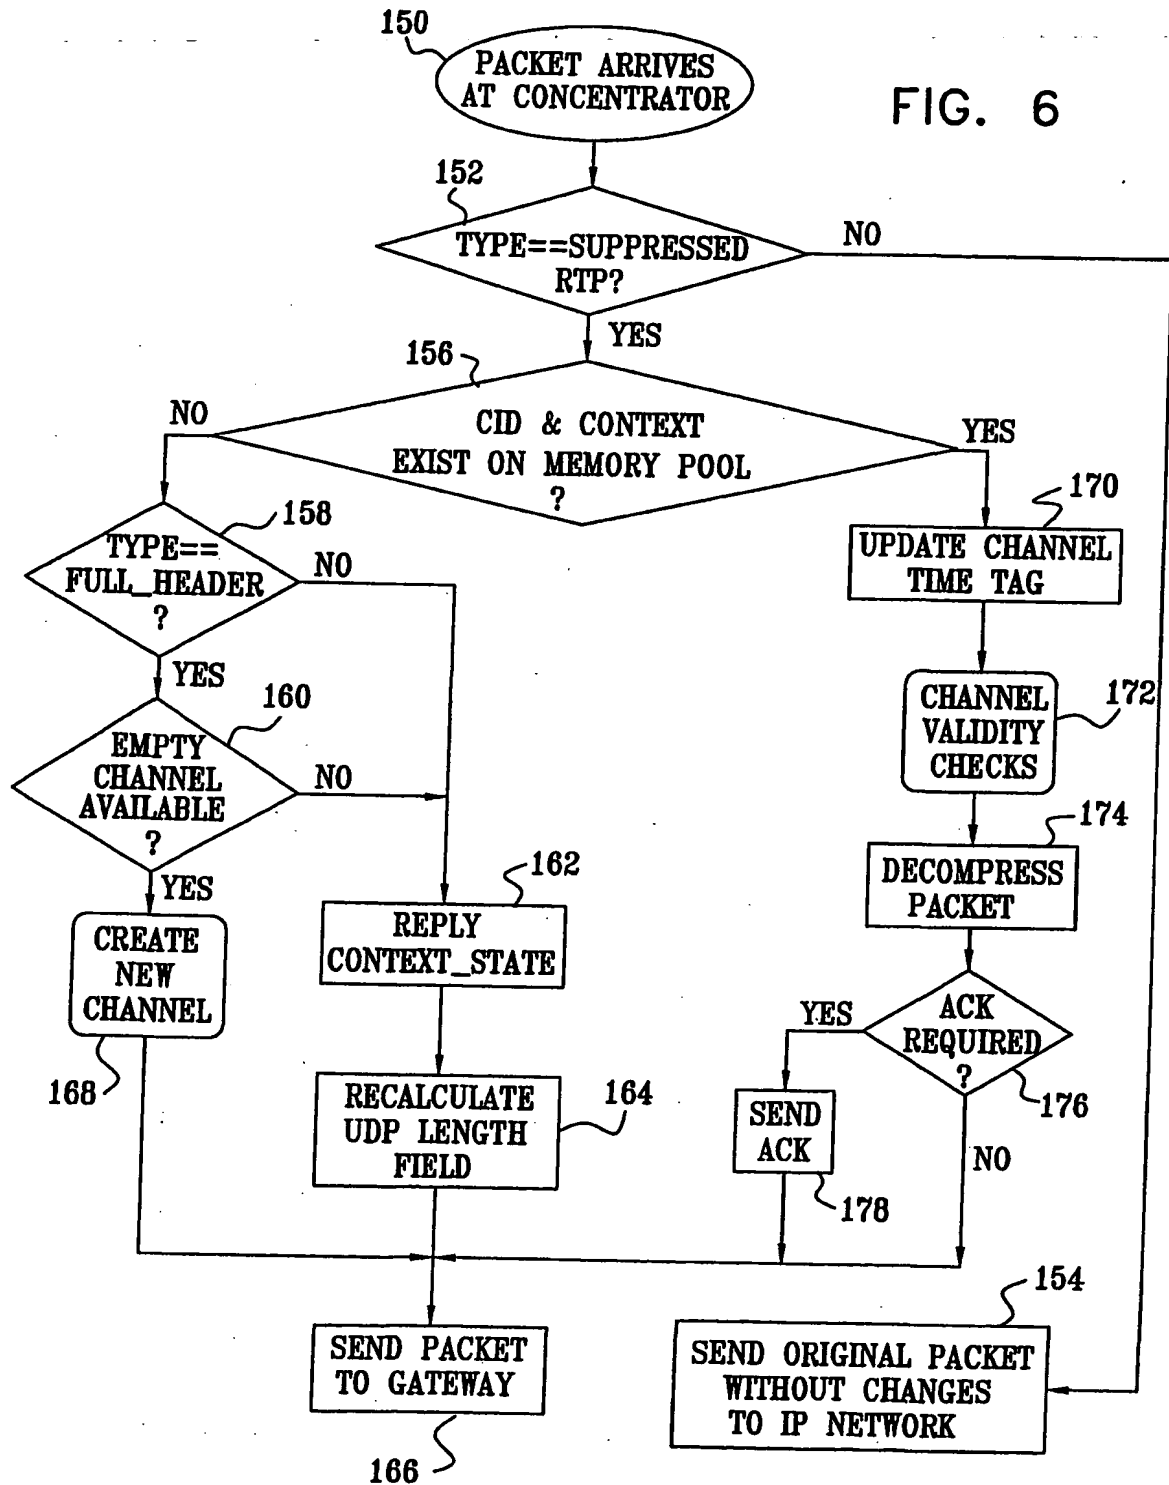 150
PACKET ARRIVES
AT CONCENTRATOR
FIG. 6
152
TYPE==SUPPRESSED
RTP?
NO
YES
156
CID & CONTEXT
EXIST ON MEMORY POOL
?
NO
YES
158
TYPE==
FULL_HEADER
?
NO
YES
170
UPDATE CHANNEL
TIME TAG
160
EMPTY
CHANNEL
AVAILABLE
?
NO
YES
CHANNEL
VALIDITY
CHECKS
172
174
DECOMPRESS
PACKET
162
REPLY
CONTEXT_STATE
CREATE
NEW
CHANNEL
168
ACK
REQUIRED
?
YES
176
NO
RECALCULATE
UDP LENGTH
FIELD
164
SEND
ACK
178
154
SEND PACKET
TO GATEWAY
166
SEND ORIGINAL PACKET
WITHOUT CHANGES
TO IP NETWORK